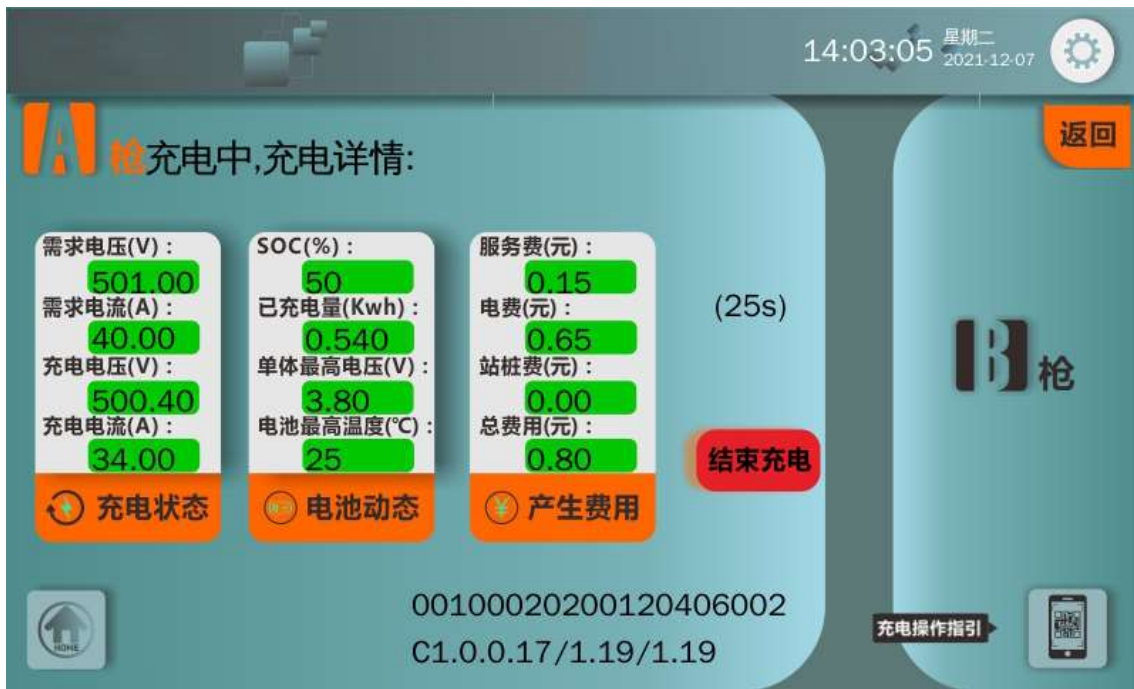 14:03:05
星期二
2021-12-07
返回
A枪充电中,充电详情:
需求电压(V):
501.00
需求电流(A):
40.00
充电电压(V):
500.40
充电电流(A):
34.00
充电状态
SOC(%):
50
已充电量(Kwh):
0.540
单体最高电压(V):
3.80
电池最高温度(℃):
25
电池动态
服务费(元):
0.15
电费(元):
0.65
站桩费(元):
0.00
总费用(元):
0.80
¥
产生费用
(25s)
结束充电
B枪
HOME
00100020200120406002
C1.0.0.17/1.19/1.19
充电操作指引